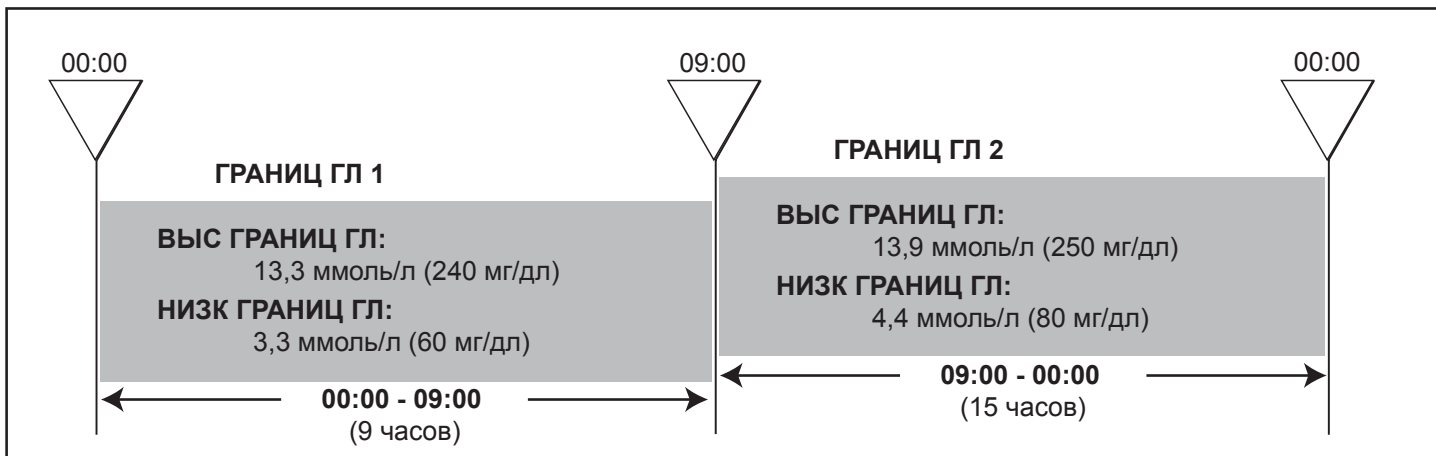 00:00
09:00
00:00
ГРАНИЦ ГЛ 1
ВЫС ГРАНИЦ ГЛ:
13,3 ммоль/л (240 мг/дл)
НИЗК ГРАНИЦ ГЛ:
3,3 ммоль/л (60 мг/дл)
00:00 - 09:00
(9 часов)
ГРАНИЦ ГЛ 2
ВЫС ГРАНИЦ ГЛ:
13,9 ммоль/л (250 мг/дл)
НИЗК ГРАНИЦ ГЛ:
4,4 ммоль/л (80 мг/дл)
09:00 - 00:00
(15 часов)